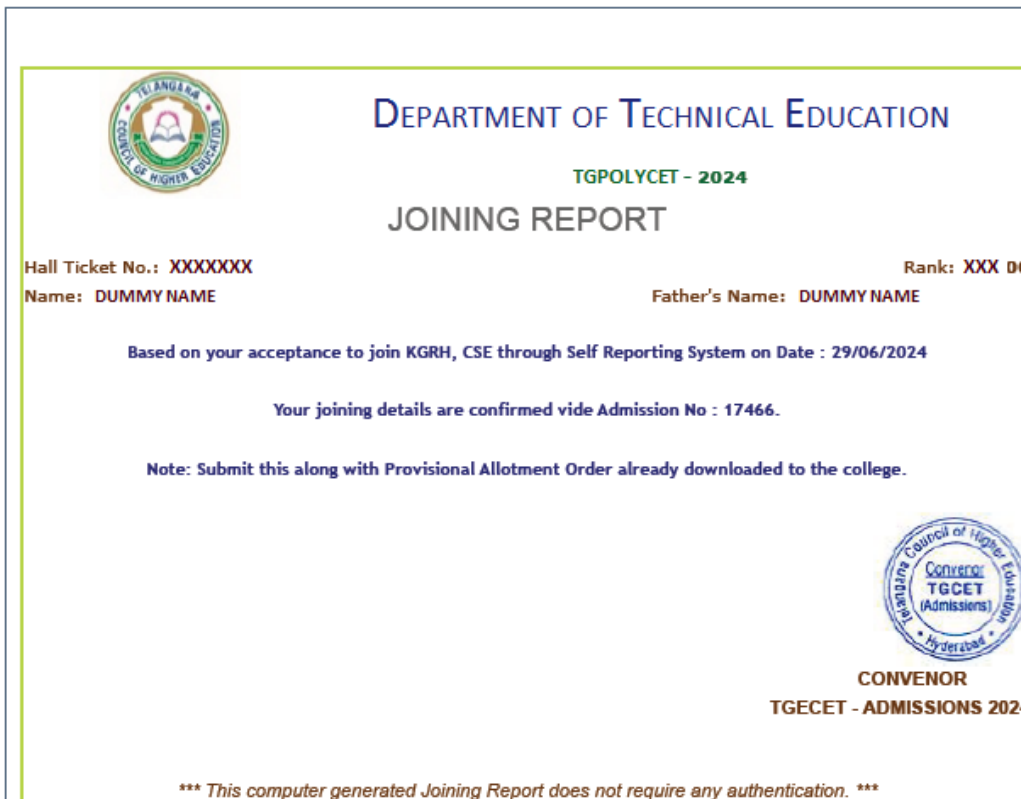 TELANGANA
COUNCIL OF HIGHER EDUCATION
DEPARTMENT OF TECHNICAL EDUCATION
TGPOLYCET - 2024
JOINING REPORT
Hall Ticket No.: XXXXXXX Rank: XXX
Name: DUMMY NAME Father's Name: DUMMY NAME
Based on your acceptance to join KGRH, CSE through Self Reporting System on Date : 29/06/2024
Your joining details are confirmed vide Admission No : 17466.
Note: Submit this along with Provisional Allotment Order already downloaded to the college.
Telangana Council of Higher Education
Convenor
TGCET
(Admissions)
Hyderabad
CONVENOR
TGECET - ADMISSIONS 202
*** This computer generated Joining Report does not require any authentication. ***